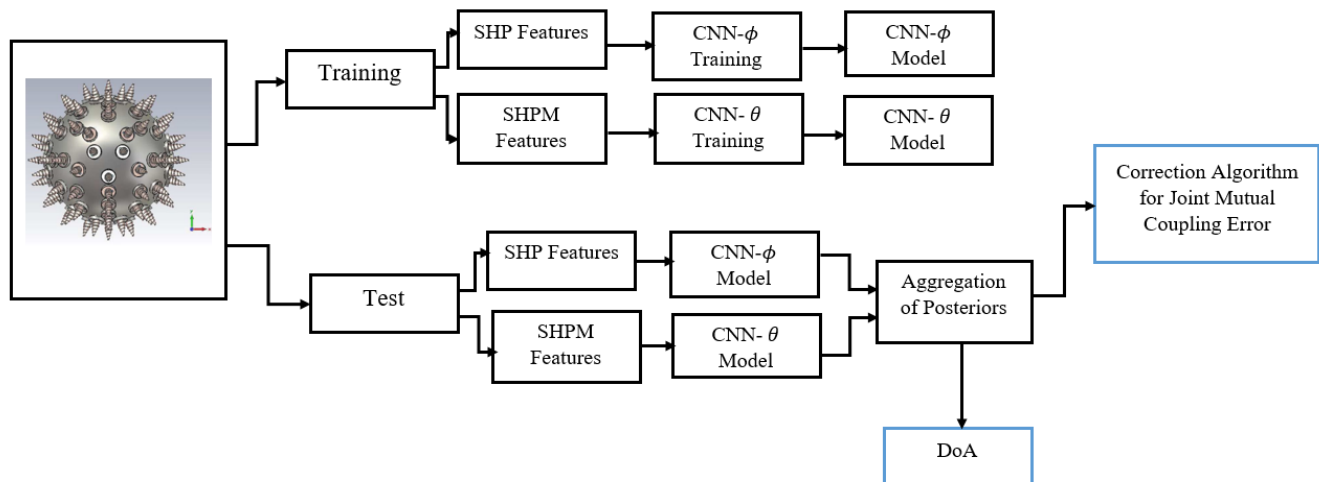 Training
SHP Features
CNN-ϕ
Training
CNN-ϕ
Model
SHPM
Features
CNN- θ
Training
CNN- θ
Model
Test
SHP Features
CNN-ϕ
Model
SHPM
Features
CNN- θ
Model
Aggregation
of Posteriors
Correction Algorithm
for Joint Mutual
Coupling Error
DoA